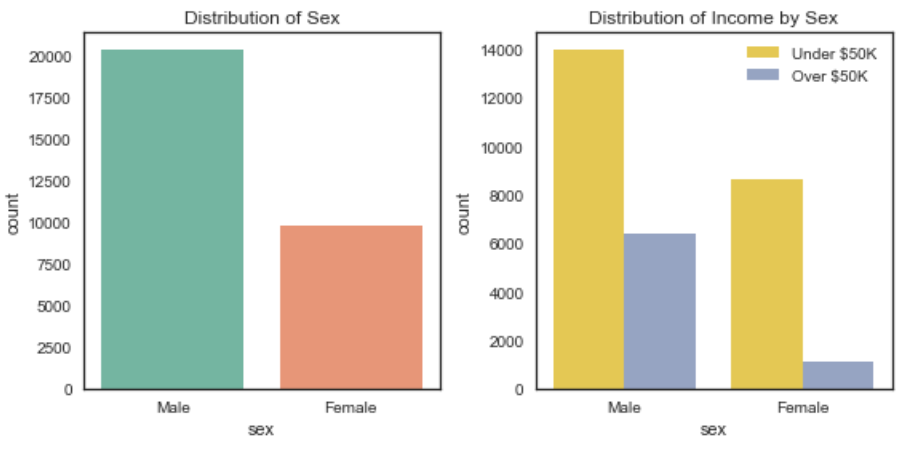 Distribution of Sex
20000
17500
15000
12500
10000
7500
5000
2500
0
count
Male Female
sex
Distribution of Income by Sex
14000
12000
10000
8000
6000
4000
2000
0
count
Under $50K
Over $50K
Male Female
sex